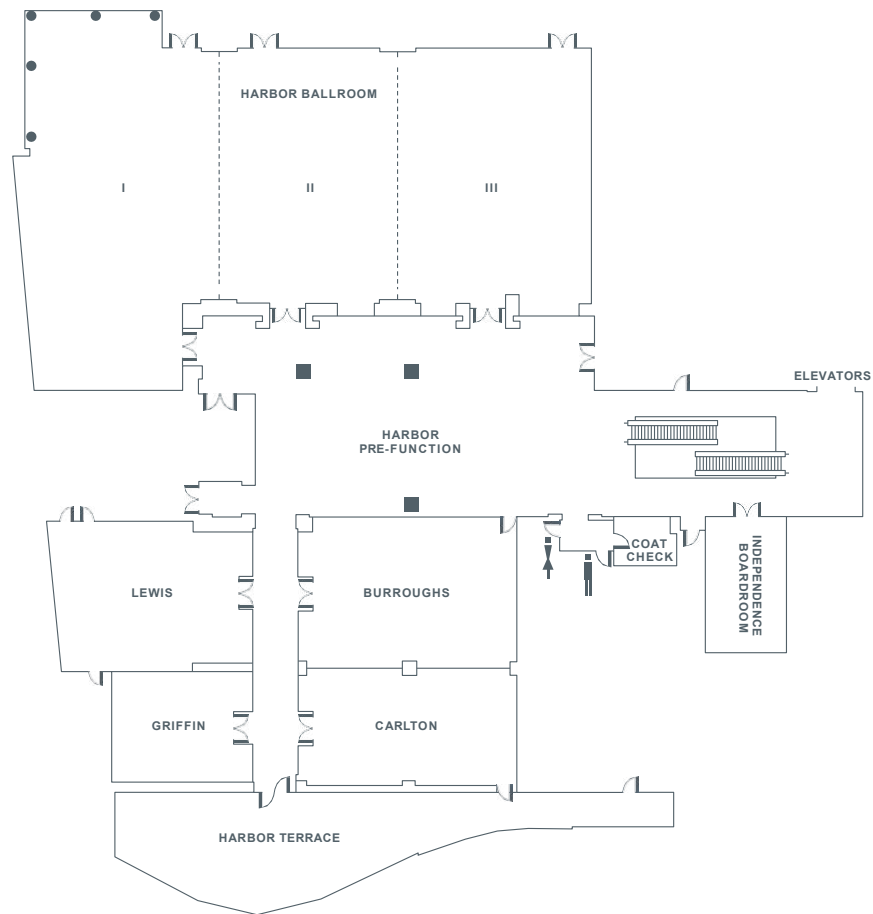 HARBOR BALLROOM
I
II
III
ELEVATORS
HARBOR
PRE-FUNCTION
COAT
CHECK
INDEPENDENCE
BOARDROOM
LEWIS
BURROUGHS
GRIFFIN
CARLTON
HARBOR TERRACE